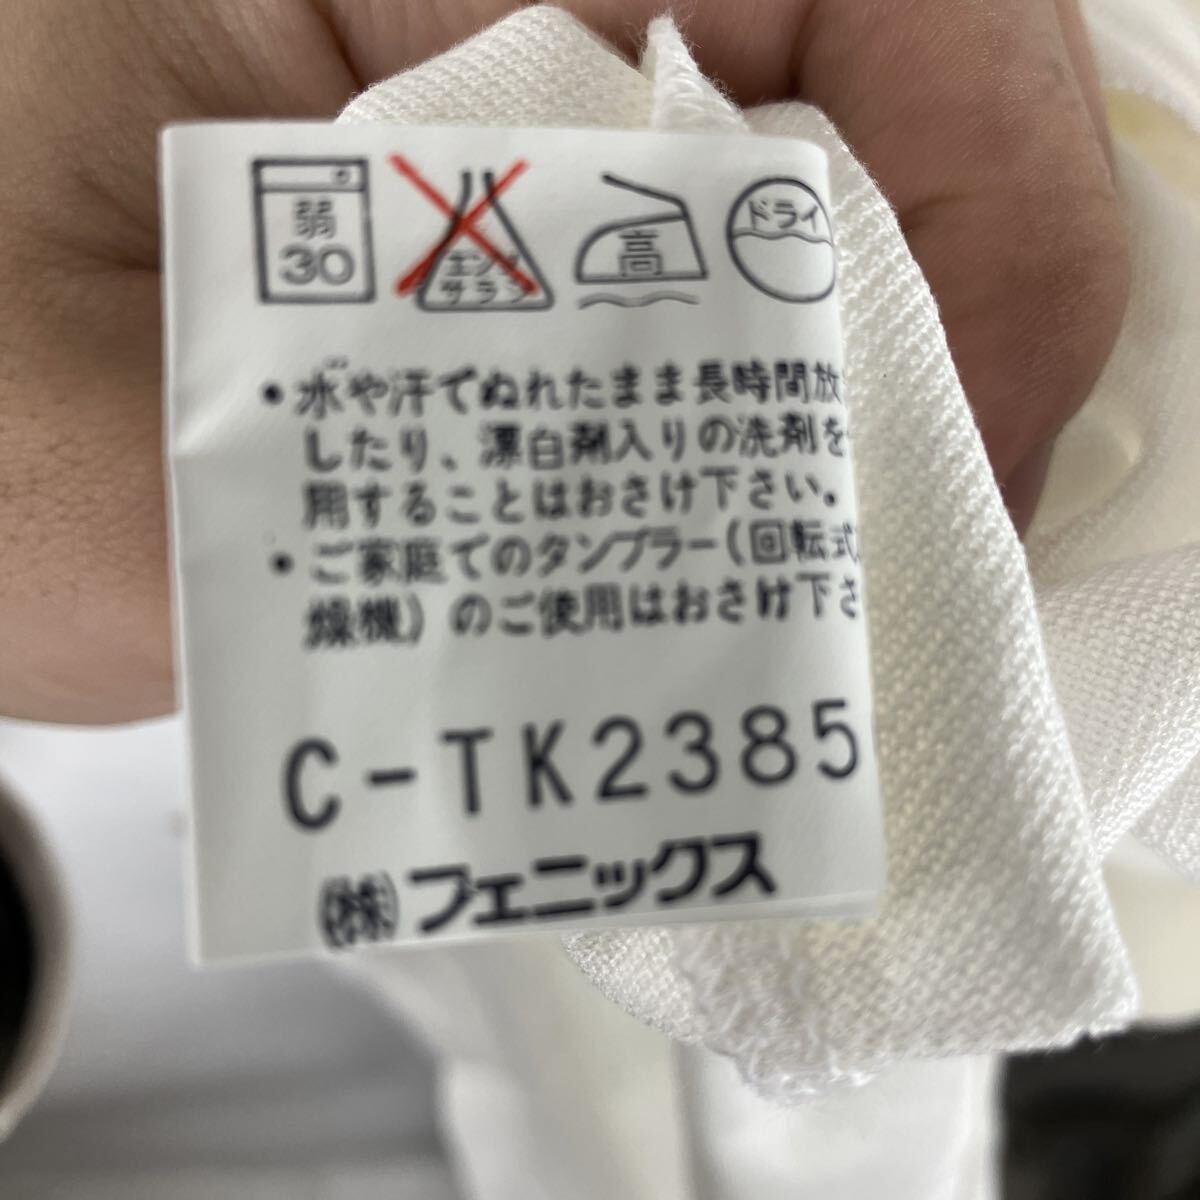 弱
30
エンソ
サラシ
高
ドライ
•水や汗でぬれたまま長時間放
したり、漂白剤入りの洗剤を
用することはおさけ下さい。
•ご家庭でのタンブラー(回転式
燥機)のご使用はおさけ下さ
C-TK2385
㈱フェニックス